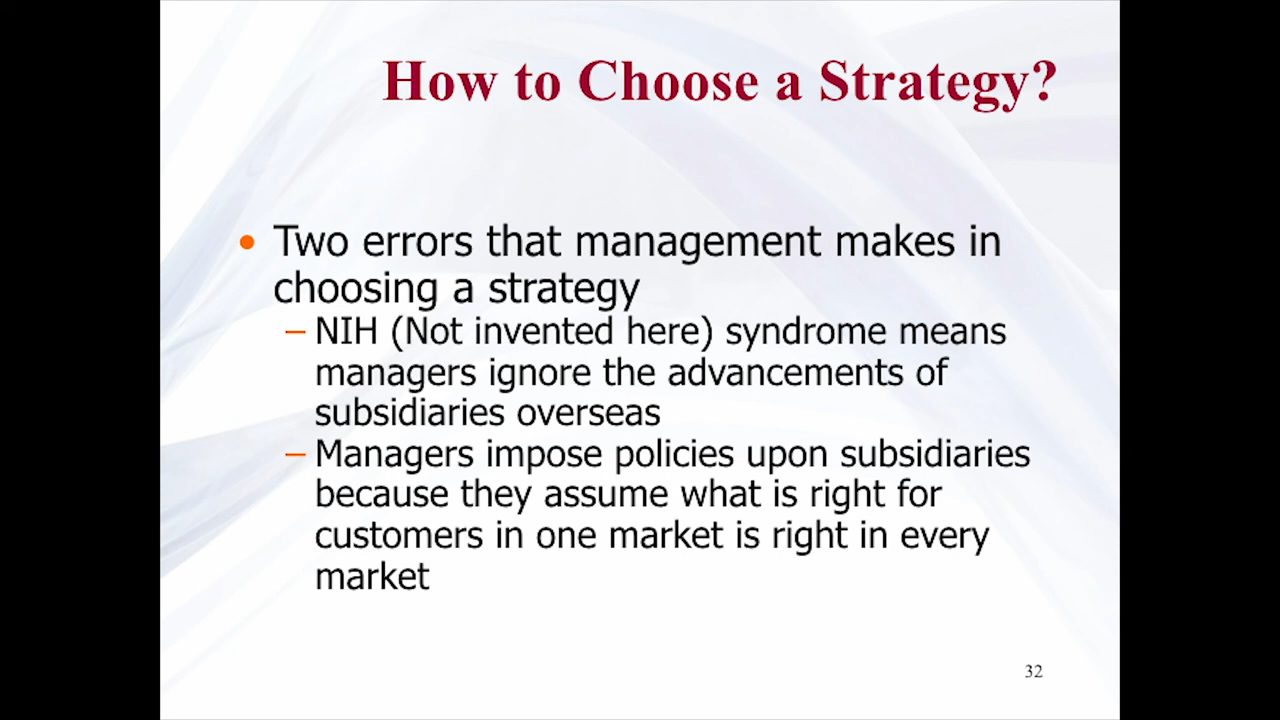 How to Choose a Strategy?
• Two errors that management makes in
choosing a strategy
– NIH (Not invented here) syndrome means
managers ignore the advancements of
subsidiaries overseas
– Managers impose policies upon subsidiaries
because they assume what is right for
customers in one market is right in every
market
32